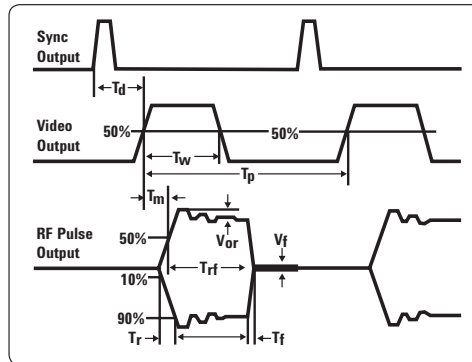 Sync
Output
Td
Video
Output
50%
50%
Tw
Tp
Tm
RF Pulse
Output
50%
Vor
Vf
Trf
10%
90%
Tr
Tf